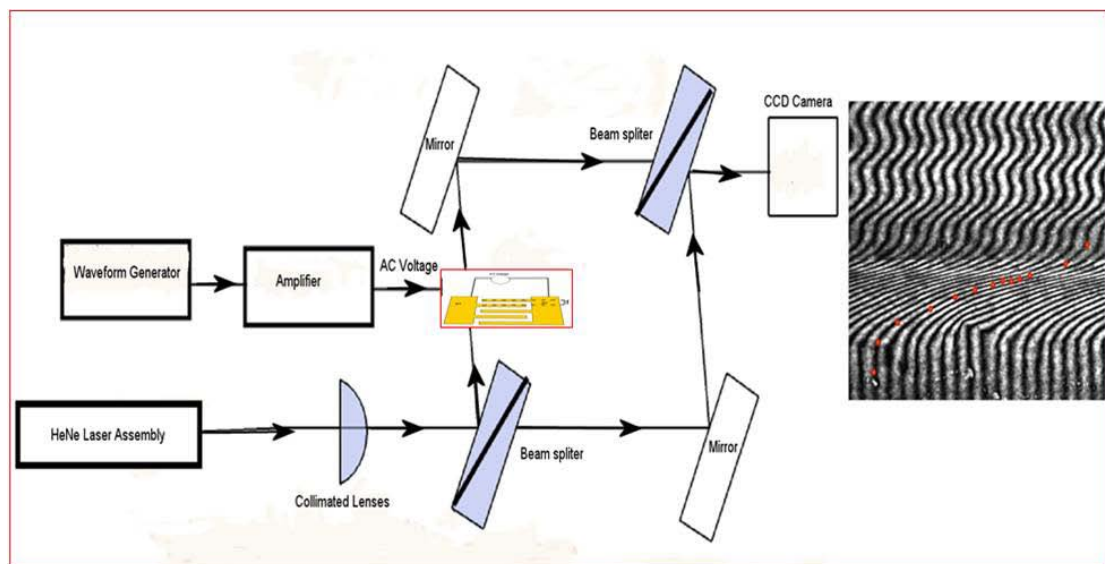 CCD Camera
Beam spliter
Mirror
Waveform Generator
Amplifier
AC Voltage
HeNe Laser Assembly
Collimated Lenses
Beam spliter
Mirror